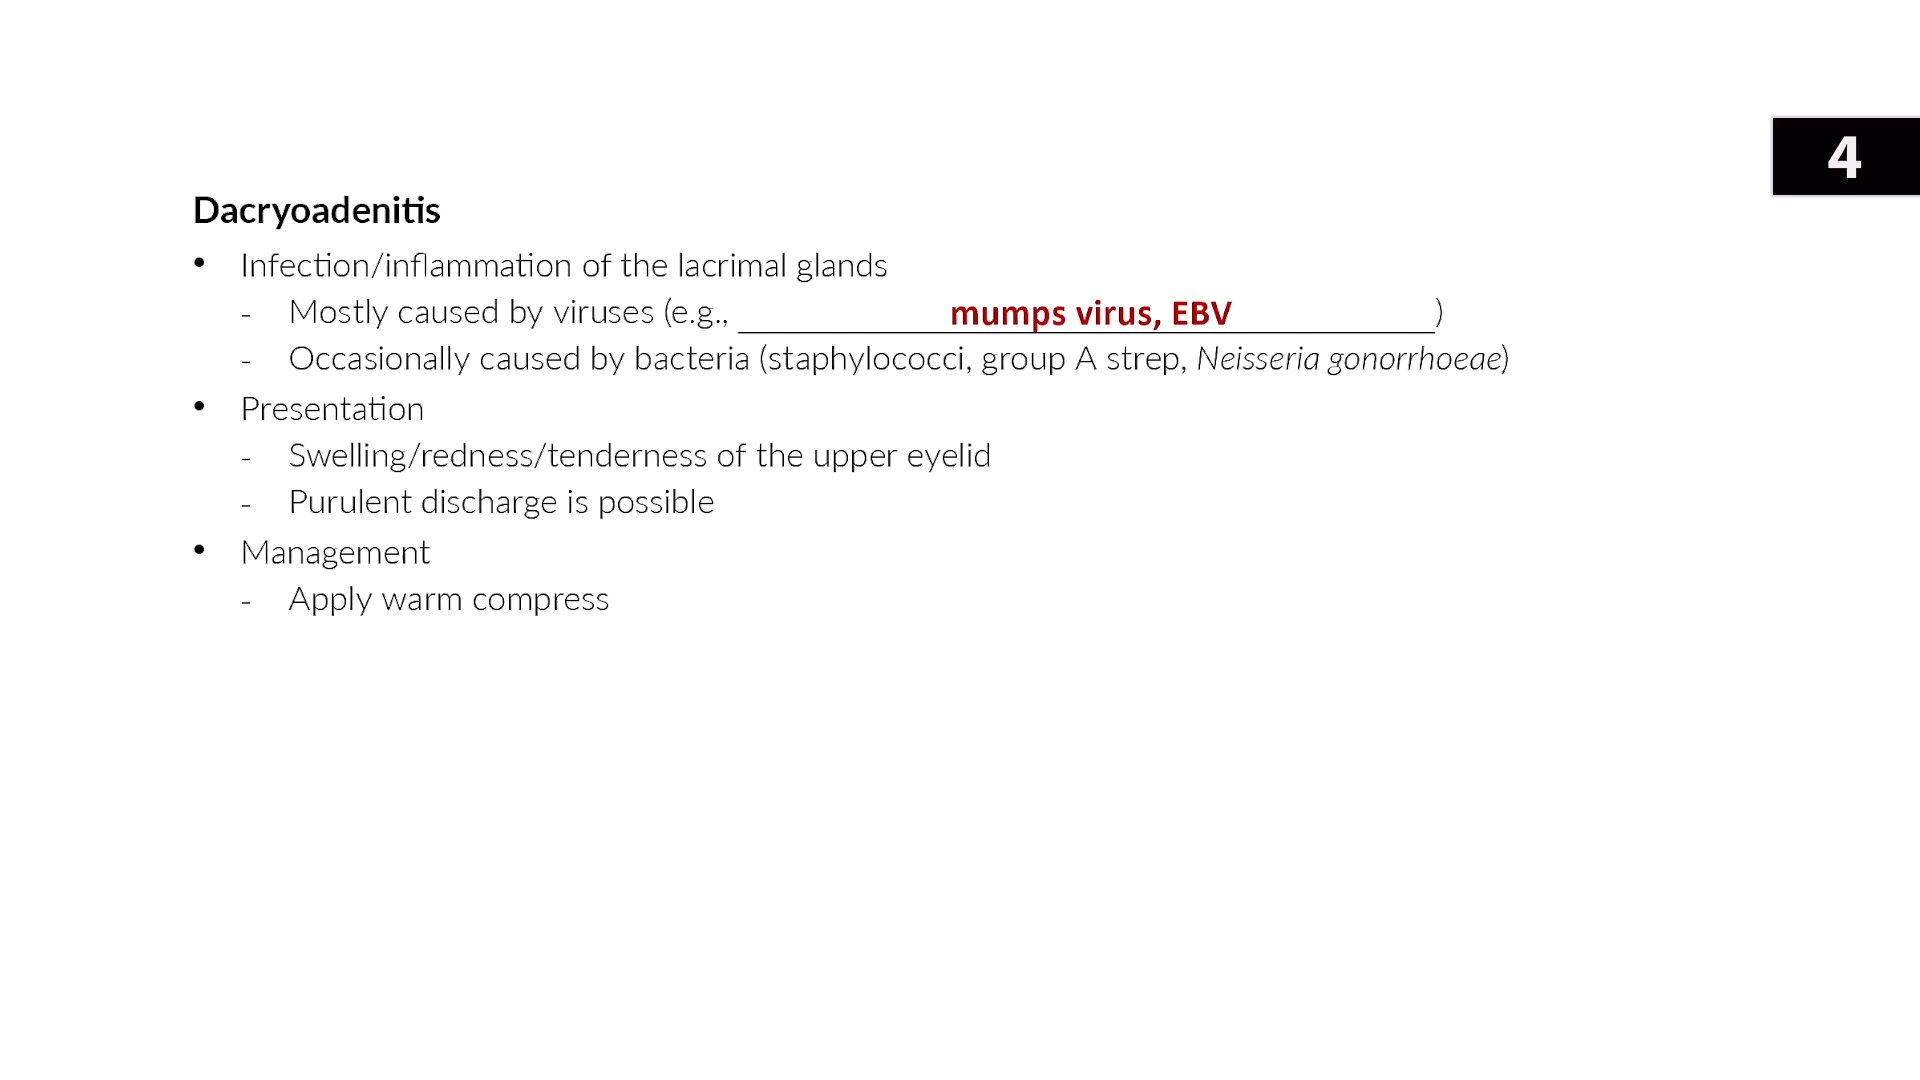 4
Dacryoadenitis
• Infection/inflammation of the lacrimal glands
- Mostly caused by viruses (e.g., mumps virus, EBV)
- Occasionally caused by bacteria (staphylococci, group A strep, Neisseria gonorrhoeae)
• Presentation
- Swelling/redness/tenderness of the upper eyelid
- Purulent discharge is possible
• Management
- Apply warm compress